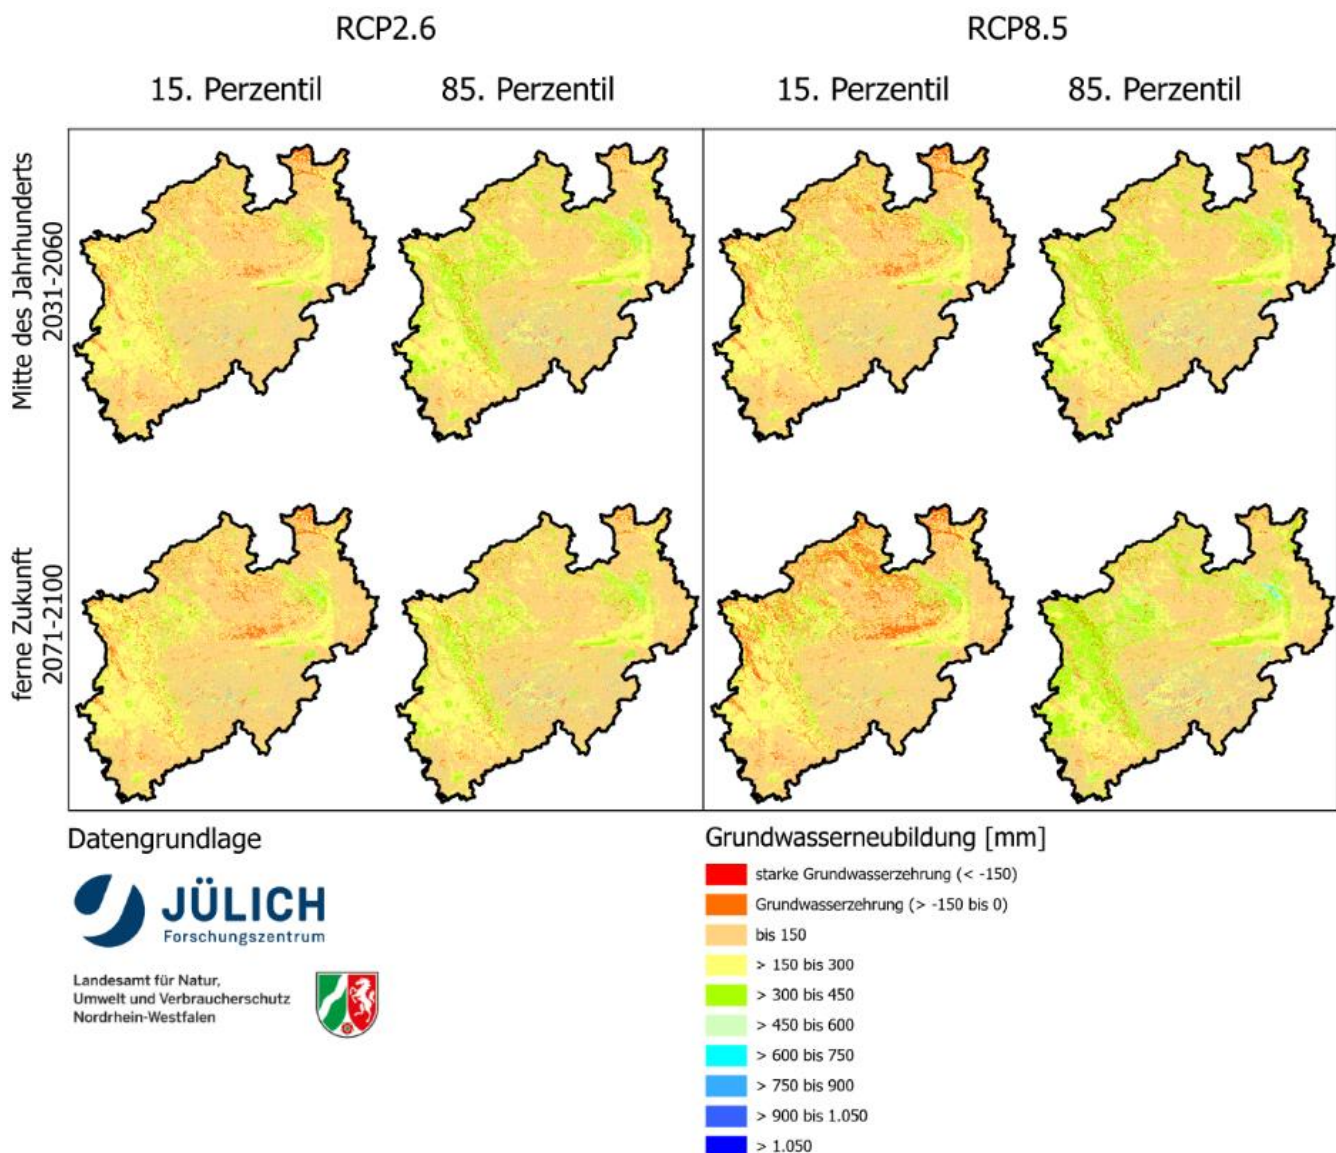 RCP2.6
RCP8.5
15. Perzentil
85. Perzentil
15. Perzentil
85. Perzentil
Mitte des Jahrhunderts
2031-2060
ferne Zukunft
2071-2100
Datengrundlage
JÜLICH
Forschungszentrum
Landesamt für Natur,
Umwelt und Verbraucherschutz
Nordrhein-Westfalen
Grundwasserneubildung [mm]
starke Grundwasserzehrung (< -150)
Grundwasserzehrung (> -150 bis 0)
bis 150
> 150 bis 300
> 300 bis 450
> 450 bis 600
> 600 bis 750
> 750 bis 900
> 900 bis 1.050
> 1.050